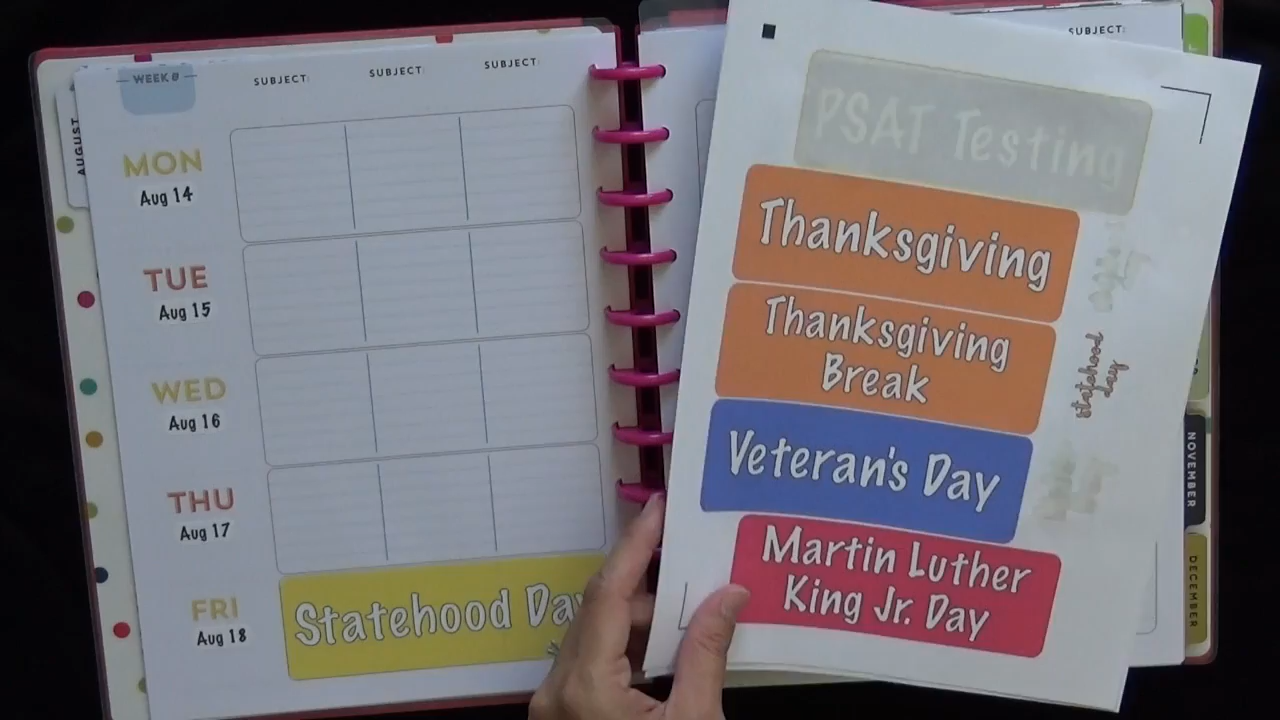 WEEK 8
SUBJECT:
SUBJECT:
SUBJECT:
AUGUST
MON
Aug 14
TUE
Aug 15
WED
Aug 16
THU
Aug 17
FRI
Aug 18
Statehood Day
SUBJECT:
PSAT Testing
Thanksgiving
Thanksgiving
Break
Veteran's Day
Martin Luther
King Jr. Day
statehood
day
NOVEMBER
DECEMBER